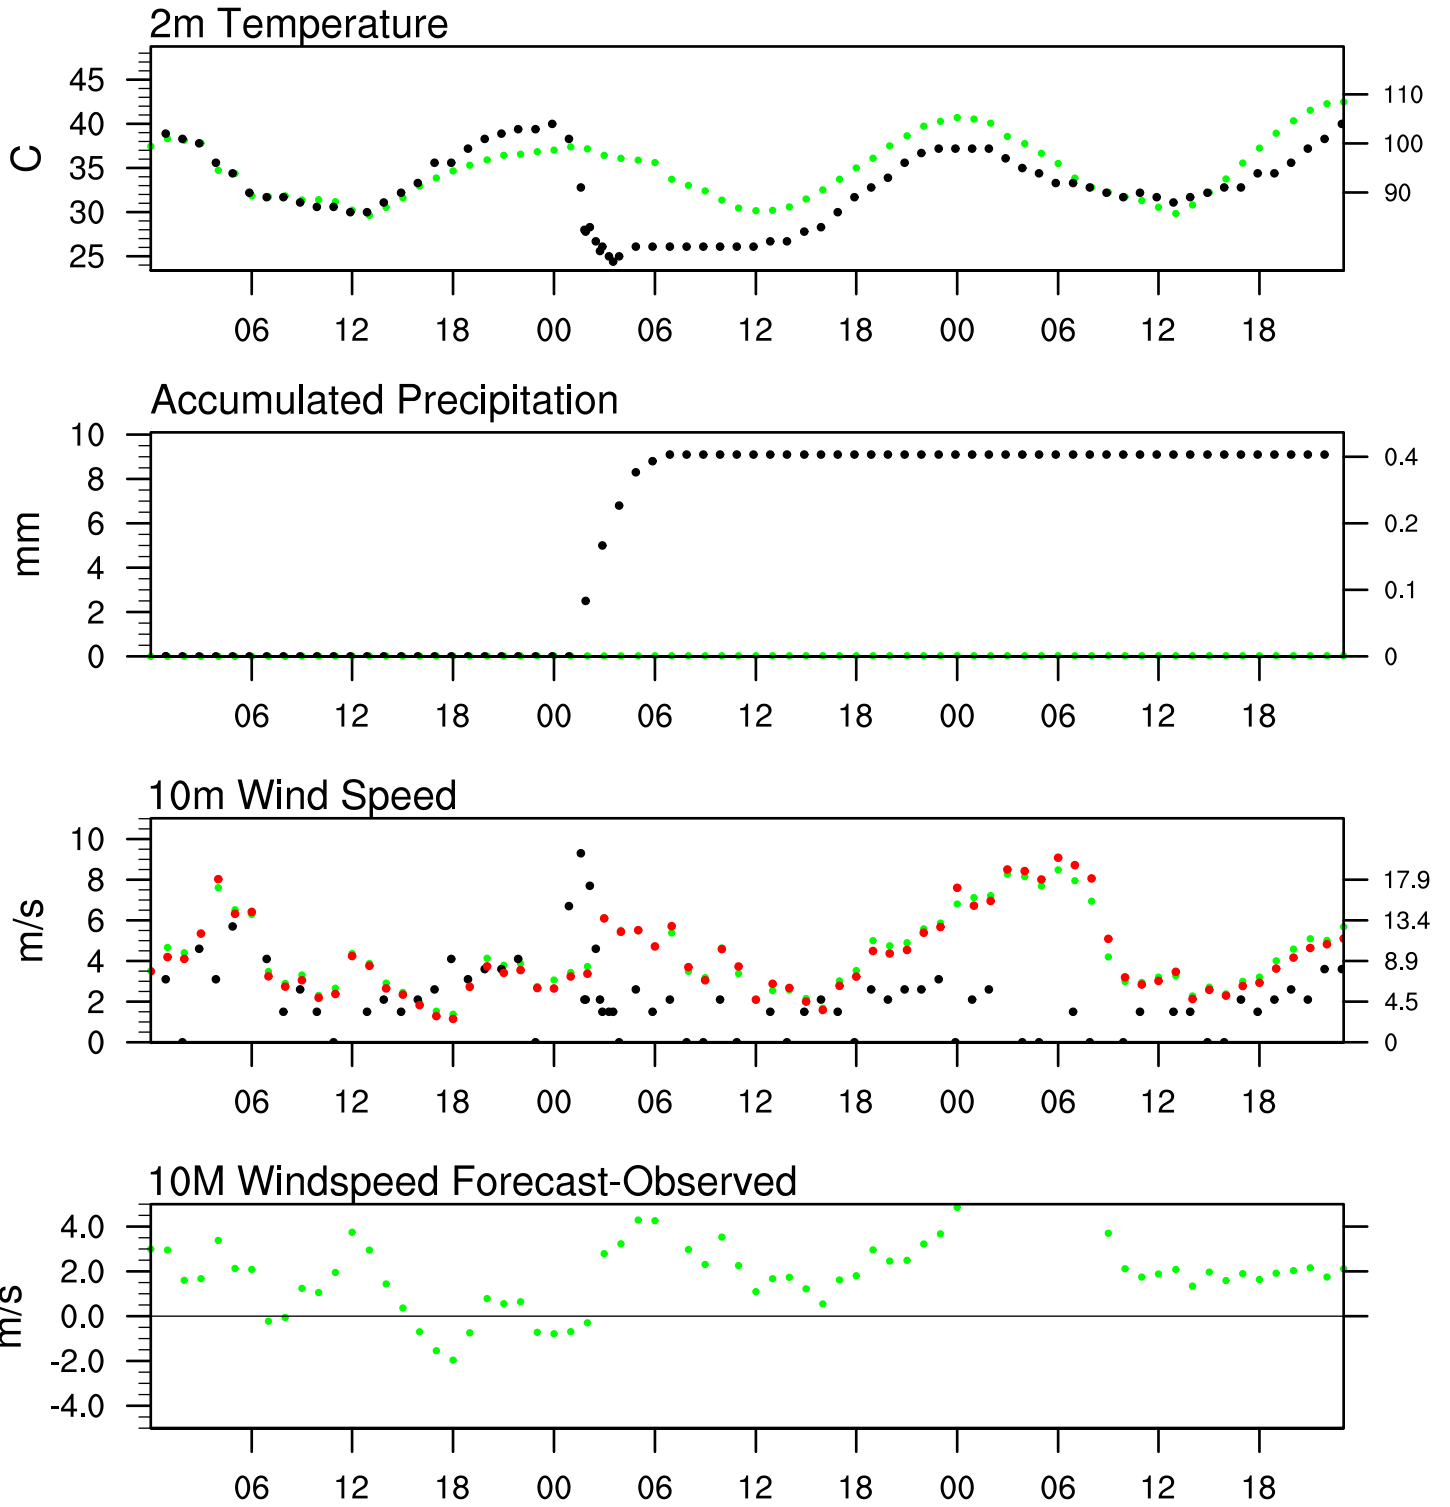 2m Temperature
45
40
35
30
25
C
110
100
90
06 12 18 00 06 12 18 00 06 12 18
Accumulated Precipitation
10
8
6
4
2
0
mm
0.4
0.2
0.1
0
06 12 18 00 06 12 18 00 06 12 18
10m Wind Speed
10
8
6
4
2
0
m/s
17.9
13.4
8.9
4.5
0
06 12 18 00 06 12 18 00 06 12 18
10M Windspeed Forecast-Observed
4.0
2.0
0.0
-2.0
-4.0
m/s
06 12 18 00 06 12 18 00 06 12 18